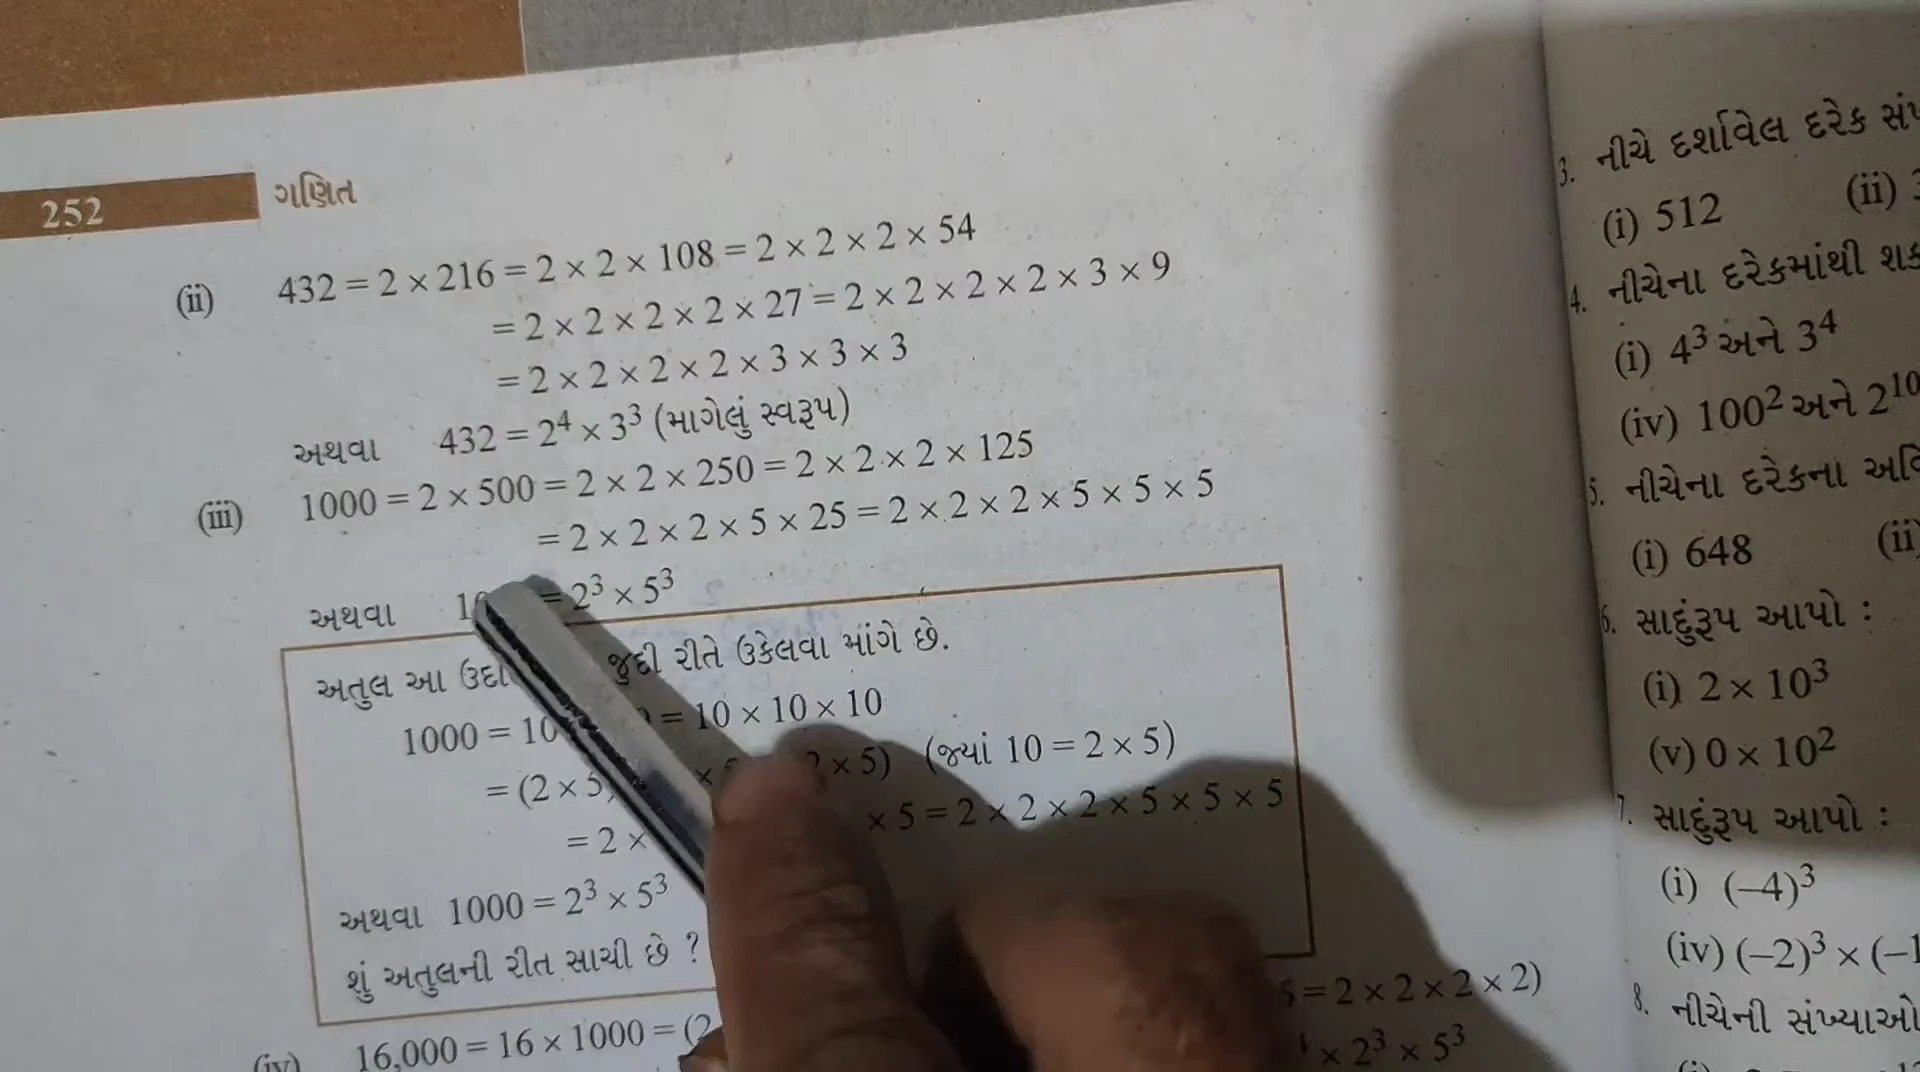 252
ગણિત
(ii) 432 = 2 × 216 = 2 × 2 × 108 = 2 × 2 × 2 × 54
= 2 × 2 × 2 × 2 × 27 = 2 × 2 × 2 × 2 × 3 × 9
= 2 × 2 × 2 × 2 × 3 × 3 × 3
અથવા 432 = 2⁴ × 3³ (માગેલું સ્વરૂપ)
(iii) 1000 = 2 × 500 = 2 × 2 × 250 = 2 × 2 × 2 × 125
= 2 × 2 × 2 × 5 × 25 = 2 × 2 × 2 × 5 × 5 × 5
અથવા = 2³ × 5³
અતુલ આ જુદી રીતે ઉકેલવા માંગે છે.
1000 = 10 = 10 × 10 × 10
= (2 × 5 × 5) (જ્યાં 10 = 2 × 5)
= 2 × × 5 = 2 × 2 × 2 × 5 × 5 × 5
અથવા 1000 = 2³ × 5³
શું અતુલની રીત સાચી છે ?
(iv) 16,000 = 16 × 1000 = (2 = 2 × 2 × 2 × 2)
× 2³ × 5³
3. નીચે દર્શાવેલ દરેક
(i) 512 (ii)
4. નીચેના દરેકમાંથી
(i) 4³ અને 3⁴
(iv) 100² અને 2¹⁰
5. નીચેના દરેકના
(i) 648 (ii)
6. સાદુંરૂપ આપો :
(i) 2 × 10³
(v) 0 × 10²
7. સાદુંરૂપ આપો :
(i) (–4)³
(iv) (–2)³ × (–1
8. નીચેની સંખ્યાઓ